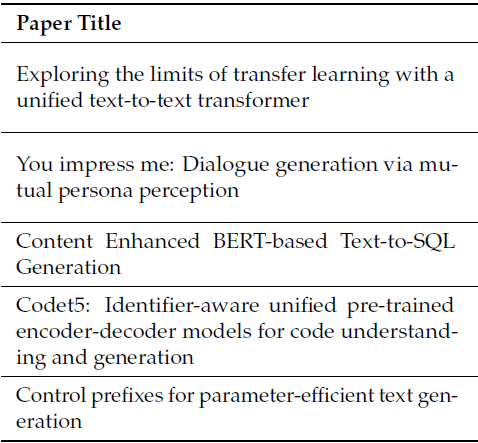 Paper Title
Exploring the limits of transfer learning with a
unified text-to-text transformer
You impress me: Dialogue generation via mu-
tual persona perception
Content Enhanced BERT-based Text-to-SQL
Generation
Codet5: Identifier-aware unified pre-trained
encoder-decoder models for code understand-
ing and generation
Control prefixes for parameter-efficient text gen-
eration